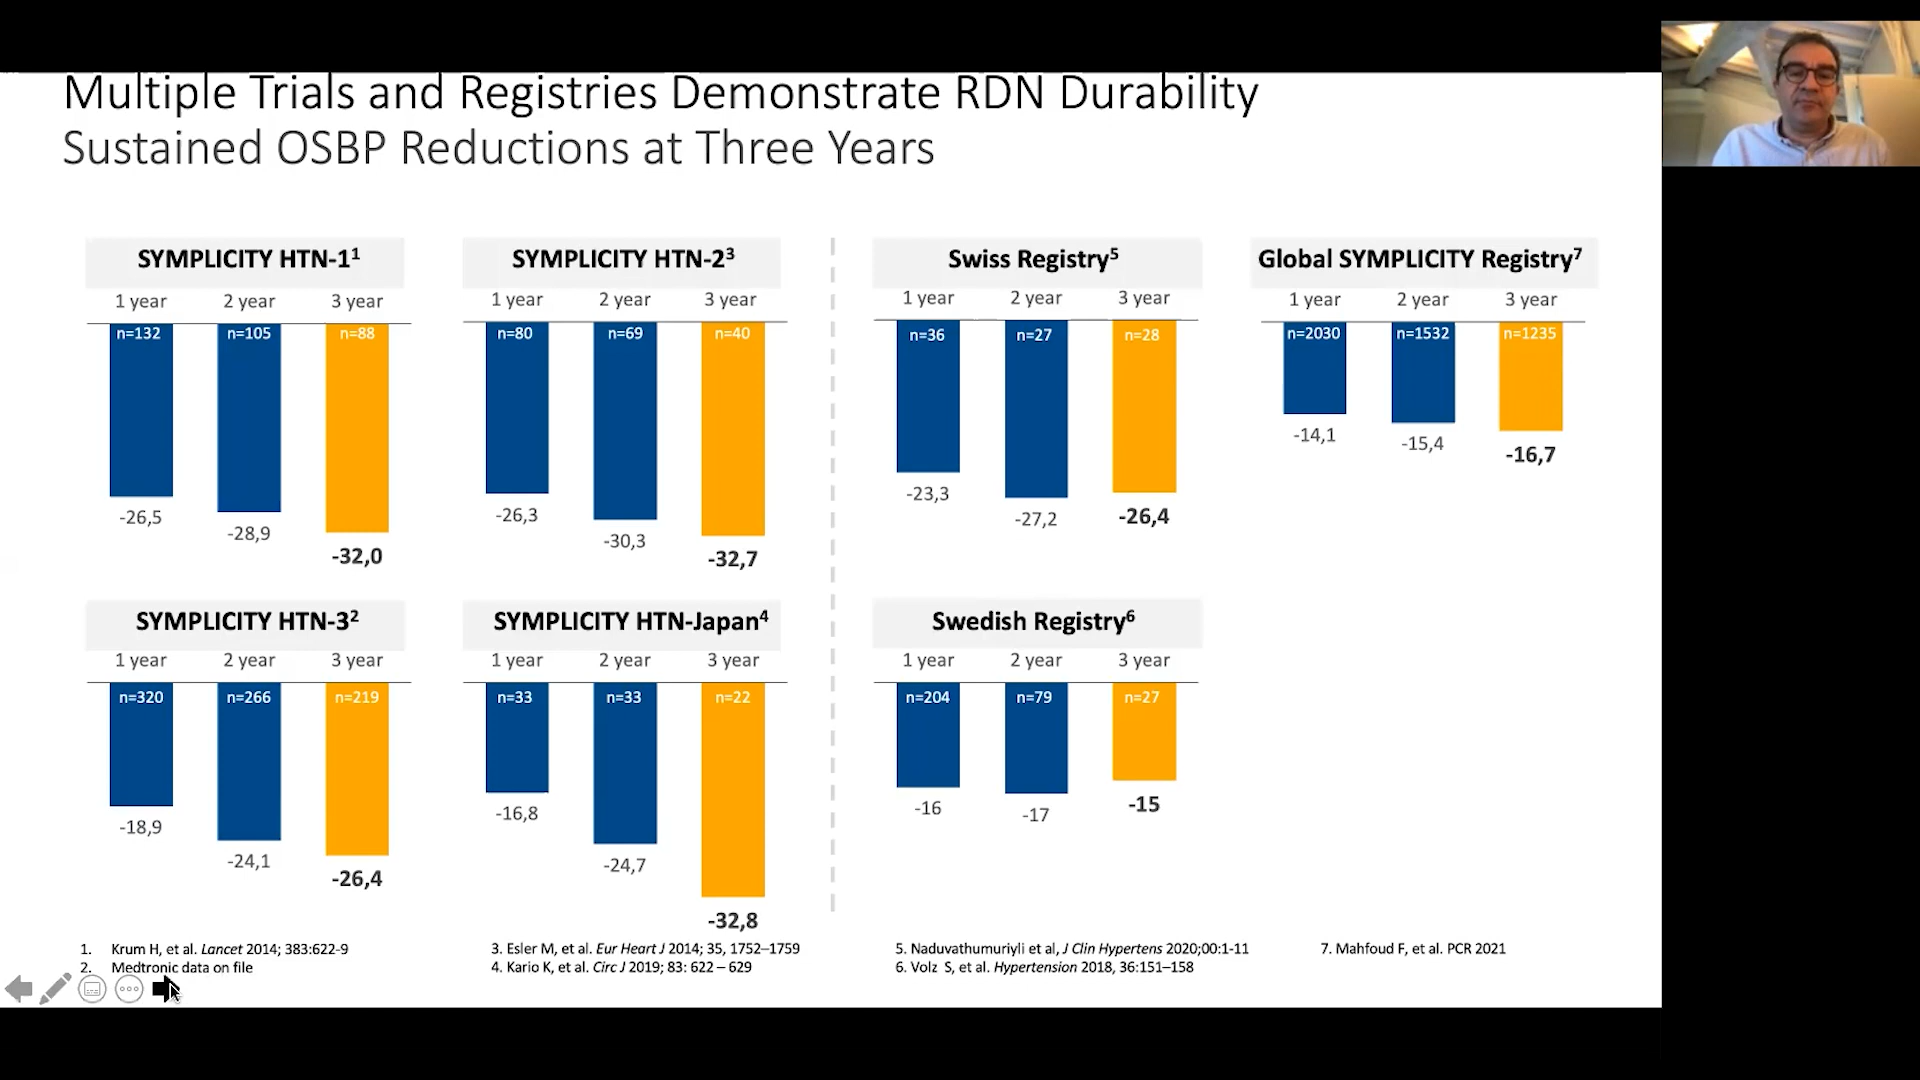 Multiple Trials and Registries Demonstrate RDN Durability
Sustained OSBP Reductions at Three Years
SYMPLICITY HTN-1¹
1 year 2 year 3 year
n=132 n=105 n=88
-26,5 -28,9 -32,0
SYMPLICITY HTN-2³
1 year 2 year 3 year
n=80 n=69 n=40
-26,3 -30,3 -32,7
Swiss Registry⁵
1 year 2 year 3 year
n=36 n=27 n=28
-23,3 -27,2 -26,4
Global SYMPLICITY Registry⁷
1 year 2 year 3 year
n=2030 n=1532 n=1235
-14,1 -15,4 -16,7
SYMPLICITY HTN-3²
1 year 2 year 3 year
n=320 n=266 n=219
-18,9 -24,1 -26,4
SYMPLICITY HTN-Japan⁴
1 year 2 year 3 year
n=33 n=33 n=22
-16,8 -24,7 -32,8
Swedish Registry⁶
1 year 2 year 3 year
n=204 n=79 n=27
-16 -17 -15
1. Krum H, et al. Lancet 2014; 383:622-9
2. Medtronic data on file
3. Esler M, et al. Eur Heart J 2014; 35, 1752–1759
4. Kario K, et al. Circ J 2019; 83: 622 – 629
5. Naduvathumuriyli et al, J Clin Hypertens 2020;00:1-11
6. Volz S, et al. Hypertension 2018, 36:151–158
7. Mahfoud F, et al. PCR 2021